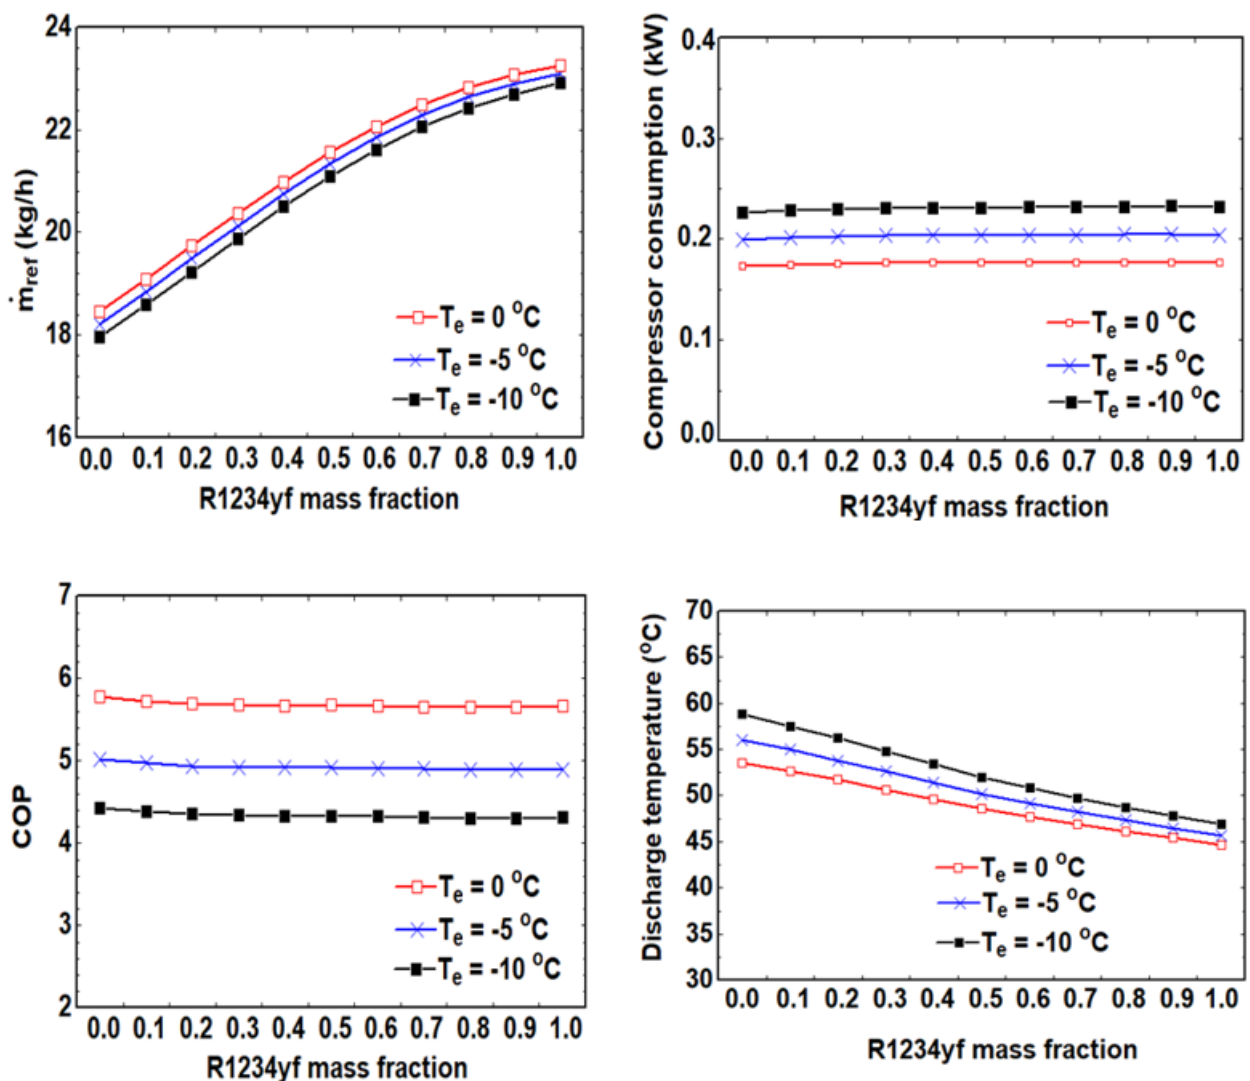 24
22
20
18
16
ṁref (kg/h)
Te = 0 °C
Te = -5 °C
Te = -10 °C
0.0 0.1 0.2 0.3 0.4 0.5 0.6 0.7 0.8 0.9 1.0
R1234yf mass fraction
0.4
0.3
0.2
0.1
0.0
Compressor consumption (kW)
Te = 0 °C
Te = -5 °C
Te = -10 °C
0.0 0.1 0.2 0.3 0.4 0.5 0.6 0.7 0.8 0.9 1.0
R1234yf mass fraction
7
6
5
4
3
2
COP
Te = 0 °C
Te = -5 °C
Te = -10 °C
0.0 0.1 0.2 0.3 0.4 0.5 0.6 0.7 0.8 0.9 1.0
R1234yf mass fraction
70
65
60
55
50
45
40
35
30
Discharge temperature (°C)
Te = 0 °C
Te = -5 °C
Te = -10 °C
0.0 0.1 0.2 0.3 0.4 0.5 0.6 0.7 0.8 0.9 1.0
R1234yf mass fraction